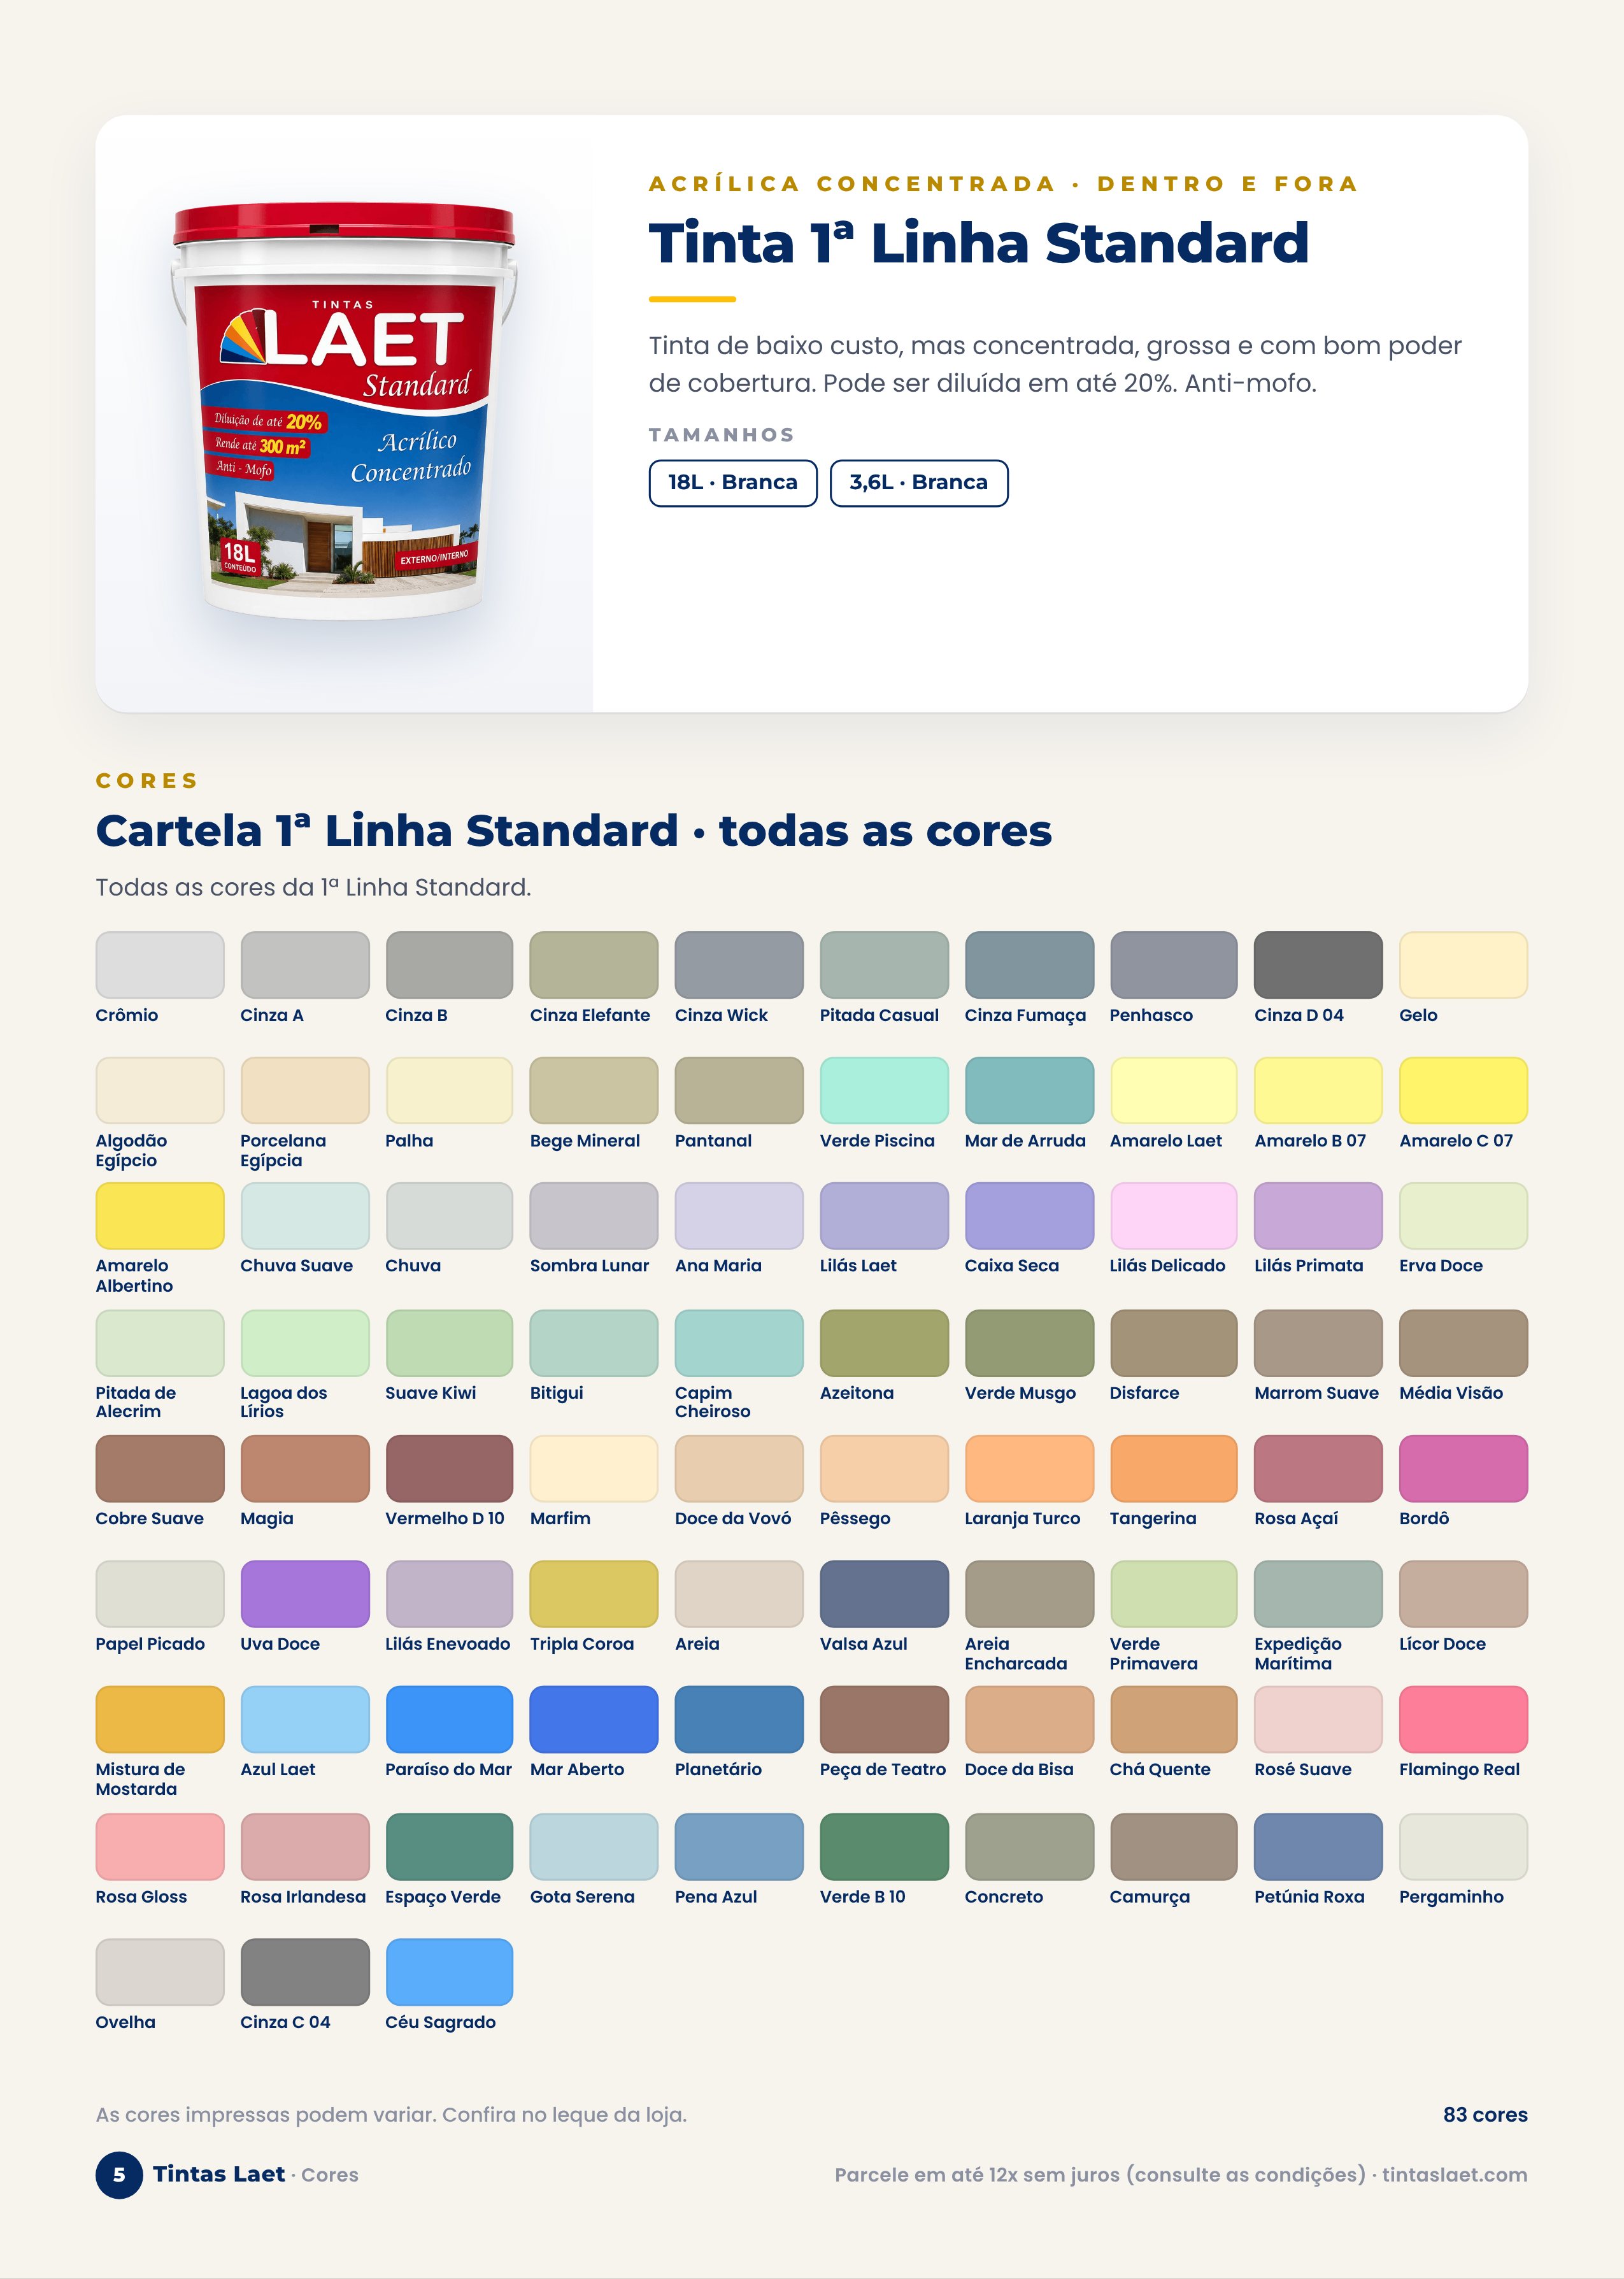 TINTAS
LAET
Standard
Diluição de até 20%
Rende até 300 m²
Anti - Mofo
Acrílico
Concentrado
18L
CONTEÚDO
EXTERNO/INTERNO
ACRÍLICA CONCENTRADA · DENTRO E FORA
Tinta 1ª Linha Standard
Tinta de baixo custo, mas concentrada, grossa e com bom poder
de cobertura. Pode ser diluída em até 20%. Anti-mofo.
TAMANHOS
18L · Branca 3,6L · Branca
CORES
Cartela 1ª Linha Standard · todas as cores
Todas as cores da 1ª Linha Standard.
Crômio Cinza A Cinza B Cinza Elefante Cinza Wick Pitada Casual Cinza Fumaça Penhasco Cinza D 04 Gelo
Algodão Porcelana Palha Bege Mineral Pantanal Verde Piscina Mar de Arruda Amarelo Laet Amarelo B 07 Amarelo C 07
Egípcio Egípcia
Amarelo Chuva Suave Chuva Sombra Lunar Ana Maria Lilás Laet Caixa Seca Lilás Delicado Lilás Primata Erva Doce
Albertino
Pitada de Lagoa dos Suave Kiwi Bitigui Capim Azeitona Verde Musgo Disfarce Marrom Suave Média Visão
Alecrim Lírios Cheiroso
Cobre Suave Magia Vermelho D 10 Marfim Doce da Vovó Pêssego Laranja Turco Tangerina Rosa Açaí Bordô
Papel Picado Uva Doce Lilás Enevoado Tripla Coroa Areia Valsa Azul Areia Verde Expedição Lícor Doce
Encharcada Primavera Marítima
Mistura de Azul Laet Paraíso do Mar Mar Aberto Planetário Peça de Teatro Doce da Bisa Chá Quente Rosé Suave Flamingo Real
Mostarda
Rosa Gloss Rosa Irlandesa Espaço Verde Gota Serena Pena Azul Verde B 10 Concreto Camurça Petúnia Roxa Pergaminho
Ovelha Cinza C 04 Céu Sagrado
As cores impressas podem variar. Confira no leque da loja. 83 cores
5 Tintas Laet · Cores Parcele em até 12x sem juros (consulte as condições) · tintaslaet.com